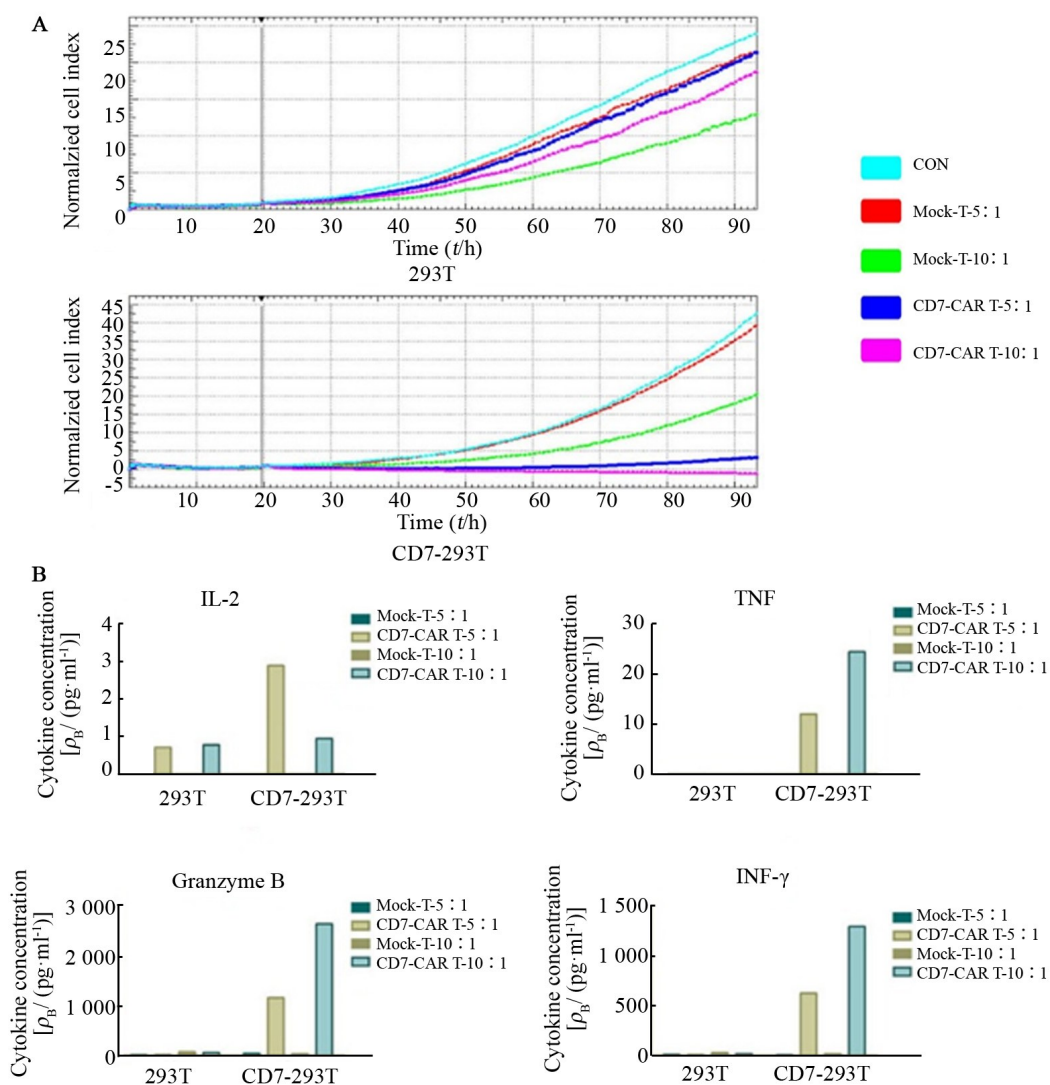 A
Normalzied cell index
25
20
15
10
5
0
10 20 30 40 50 60 70 80 90
Time (t/h)
293T
Normalzied cell index
45
40
35
30
25
20
15
10
5
0
-5
10 20 30 40 50 60 70 80 90
Time (t/h)
CD7-293T
CON
Mock-T-5∶1
Mock-T-10∶1
CD7-CAR T-5∶1
CD7-CAR T-10∶1
B
IL-2
Cytokine concentration
[ρB/ (pg·ml-1)]
4
3
2
1
0
293T CD7-293T
Mock-T-5∶1
CD7-CAR T-5∶1
Mock-T-10∶1
CD7-CAR T-10∶1
TNF
Cytokine concentration
[ρB/ (pg·ml-1)]
30
20
10
0
293T CD7-293T
Mock-T-5∶1
CD7-CAR T-5∶1
Mock-T-10∶1
CD7-CAR T-10∶1
Granzyme B
Cytokine concentration
[ρB/ (pg·ml-1)]
3 000
2 000
1 000
0
293T CD7-293T
Mock-T-5∶1
CD7-CAR T-5∶1
Mock-T-10∶1
CD7-CAR T-10∶1
INF-γ
Cytokine concentration
[ρB/ (pg·ml-1)]
1 500
1 000
500
0
293T CD7-293T
Mock-T-5∶1
CD7-CAR T-5∶1
Mock-T-10∶1
CD7-CAR T-10∶1